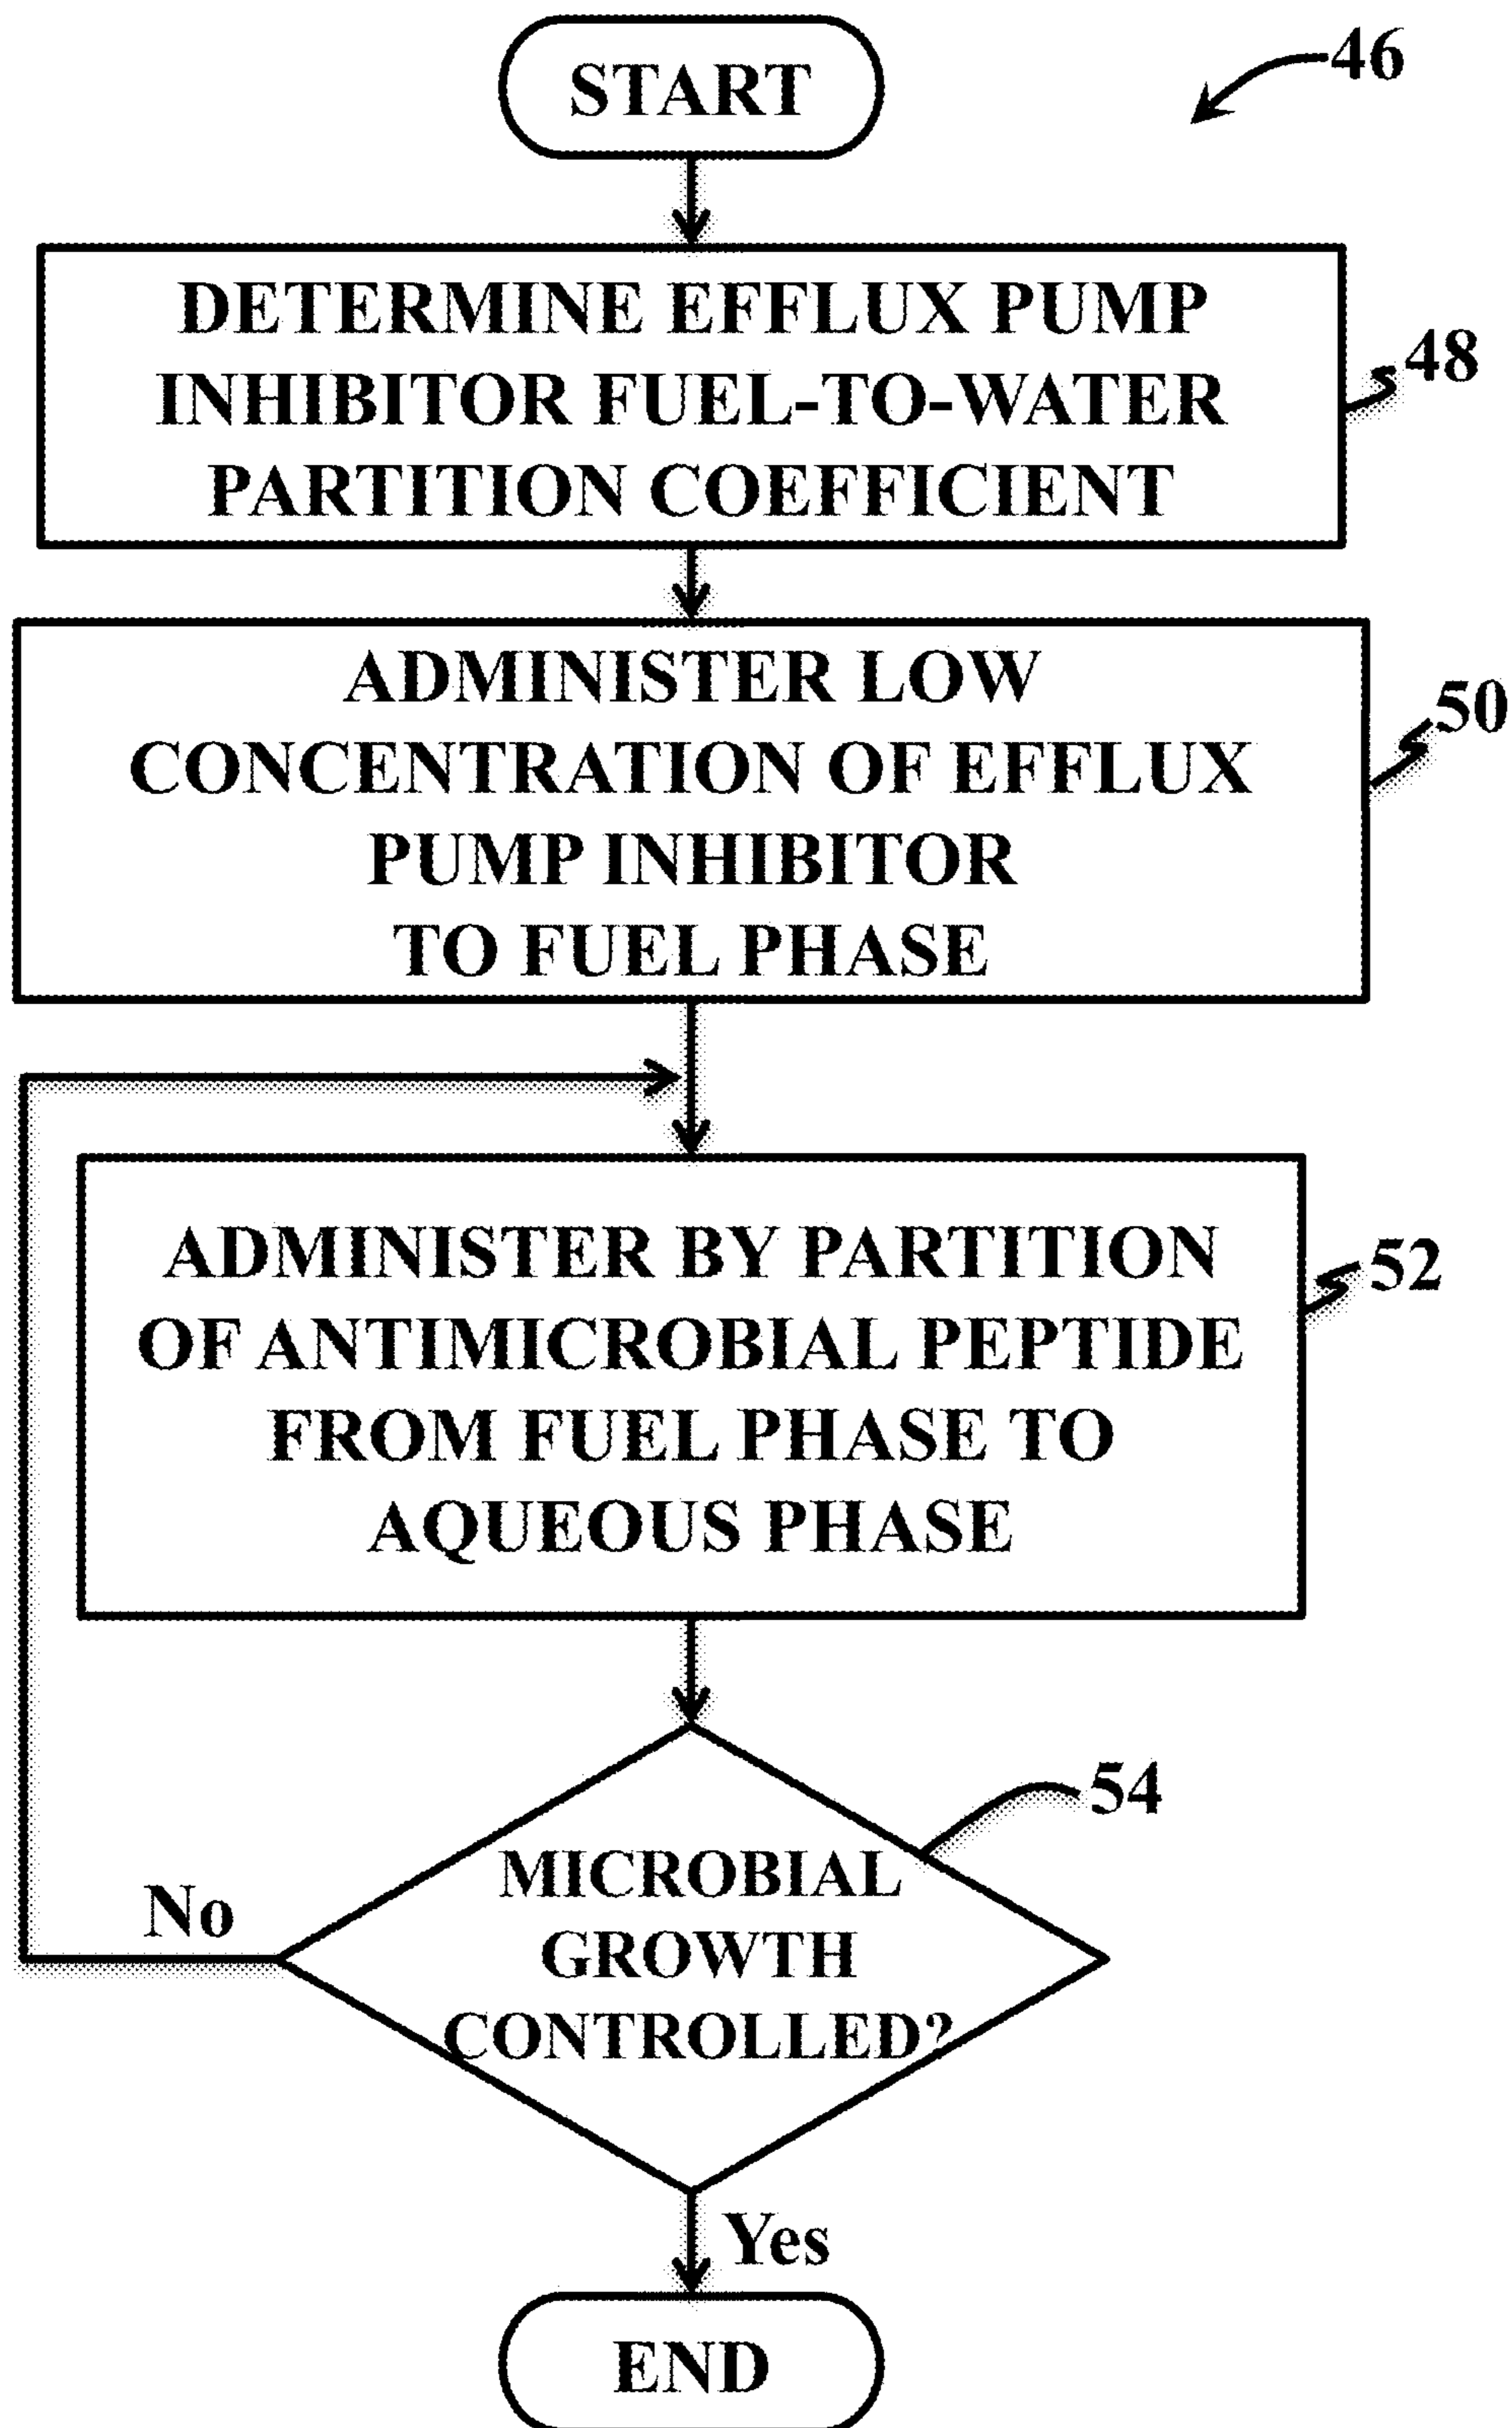 START
46
DETERMINE EFFLUX PUMP
INHIBITOR FUEL-TO-WATER
PARTITION COEFFICIENT
48
ADMINISTER LOW
CONCENTRATION OF EFFLUX
PUMP INHIBITOR
TO FUEL PHASE
50
ADMINISTER BY PARTITION
OF ANTIMICROBIAL PEPTIDE
FROM FUEL PHASE TO
AQUEOUS PHASE
52
MICROBIAL
GROWTH
CONTROLLED?
54
No
Yes
END